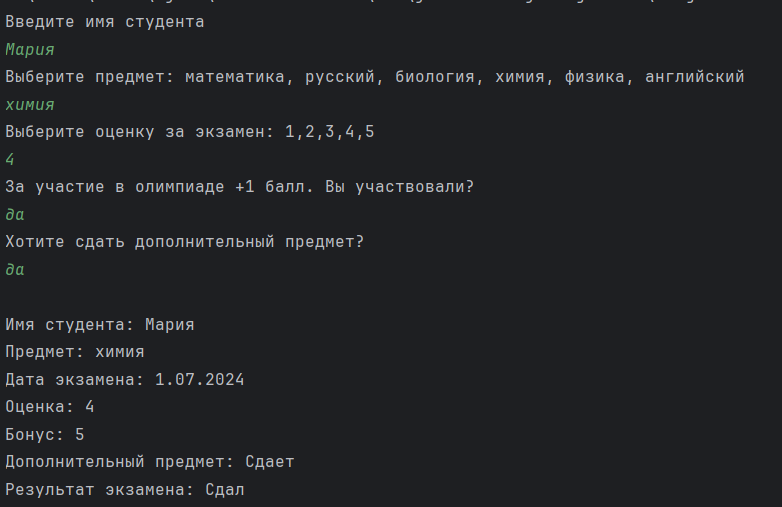 Введите имя студента
Мария
Выберите предмет: математика, русский, биология, химия, физика, английский
химия
Выберите оценку за экзамен: 1,2,3,4,5
4
За участие в олимпиаде +1 балл. Вы участвовали?
да
Хотите сдать дополнительный предмет?
да
Имя студента: Мария
Предмет: химия
Дата экзамена: 1.07.2024
Оценка: 4
Бонус: 5
Дополнительный предмет: Сдает
Результат экзамена: Сдал